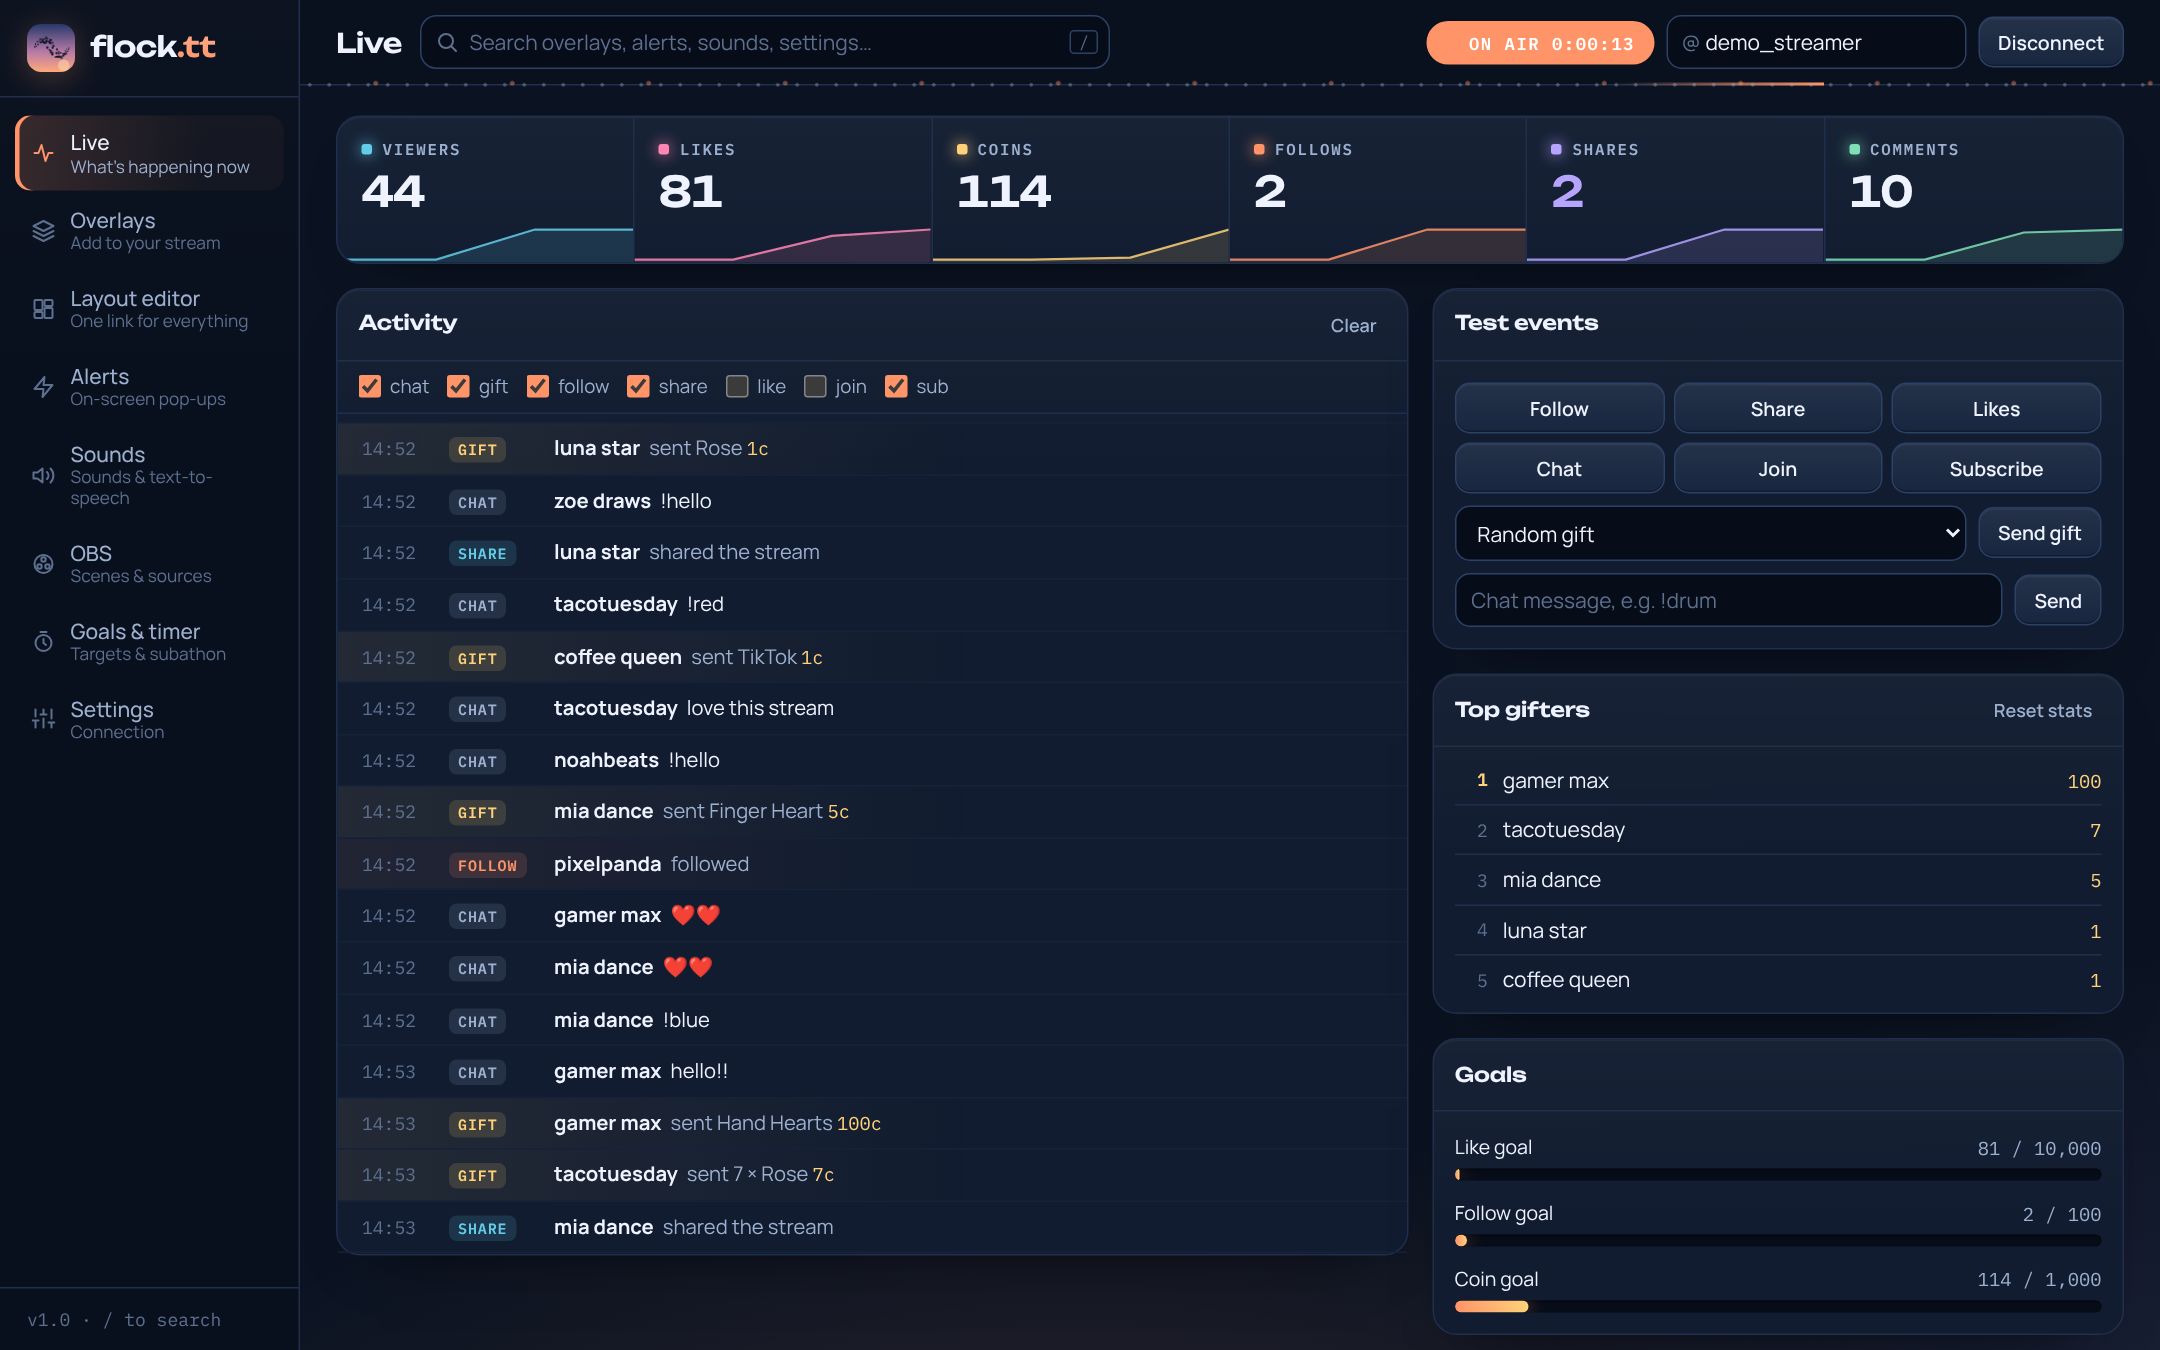 flock.tt
Live
What's happening now
Overlays
Add to your stream
Layout editor
One link for everything
Alerts
On-screen pop-ups
Sounds
Sounds & text-to-
speech
OBS
Scenes & sources
Goals & timer
Targets & subathon
Settings
Connection
v1.0 · / to search
Live
Search overlays, alerts, sounds, settings...
/
ON AIR 0:00:13
@ demo_streamer
Disconnect
VIEWERS
44
LIKES
81
COINS
114
FOLLOWS
2
SHARES
2
COMMENTS
10
Activity
Clear
chat gift follow share like join sub
14:52 GIFT luna star sent Rose 1c
14:52 CHAT zoe draws !hello
14:52 SHARE luna star shared the stream
14:52 CHAT tacotuesday !red
14:52 GIFT coffee queen sent TikTok 1c
14:52 CHAT tacotuesday love this stream
14:52 CHAT noahbeats !hello
14:52 GIFT mia dance sent Finger Heart 5c
14:52 FOLLOW pixelpanda followed
14:52 CHAT gamer max ❤️❤️
14:52 CHAT mia dance ❤️❤️
14:52 CHAT mia dance !blue
14:53 CHAT gamer max hello!!
14:53 GIFT gamer max sent Hand Hearts 100c
14:53 GIFT tacotuesday sent 7 × Rose 7c
14:53 SHARE mia dance shared the stream
Test events
Follow Share Likes
Chat Join Subscribe
Random gift Send gift
Chat message, e.g. !drum Send
Top gifters
Reset stats
1 gamer max 100
2 tacotuesday 7
3 mia dance 5
4 luna star 1
5 coffee queen 1
Goals
Like goal 81 / 10,000
Follow goal 2 / 100
Coin goal 114 / 1,000